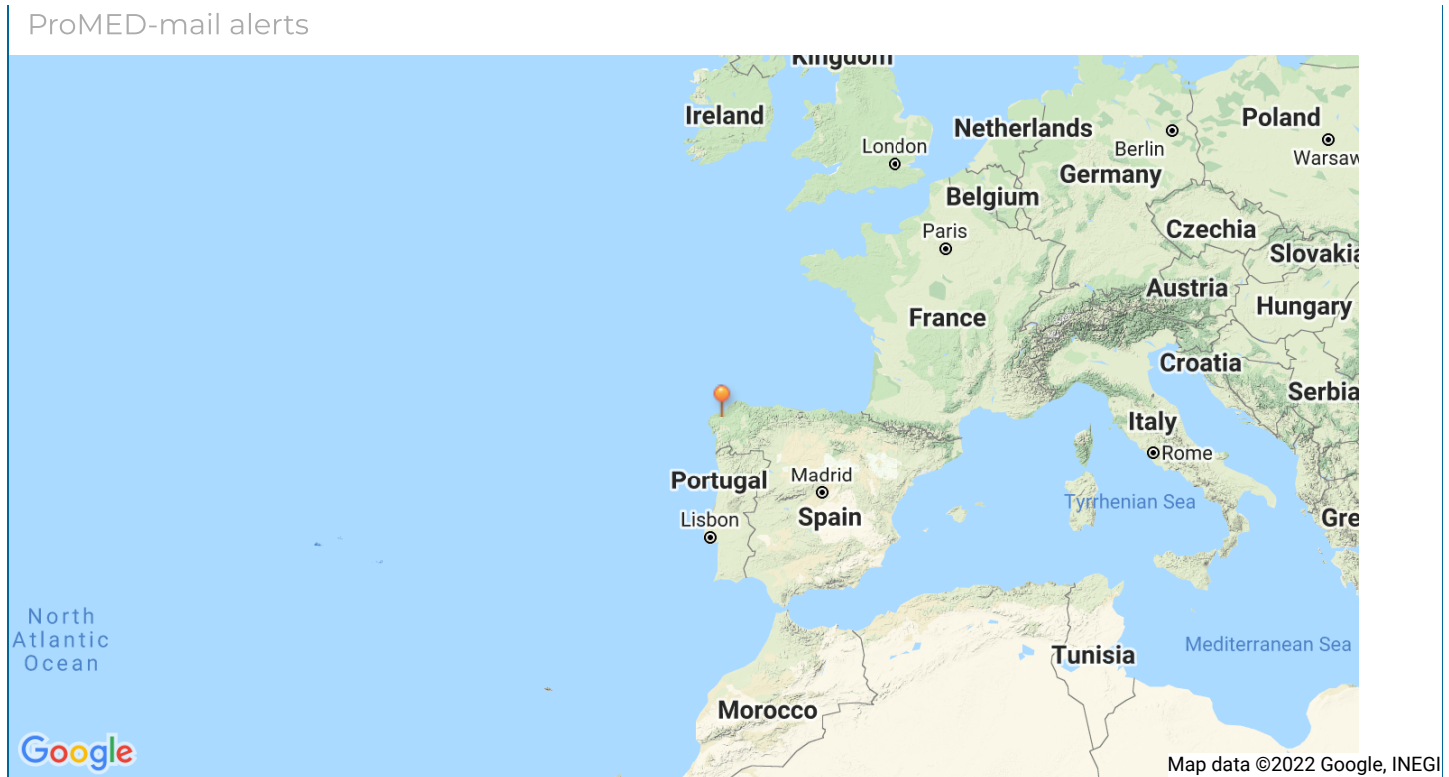 ProMED-mail alerts
Kingdom
Ireland
London
Netherlands
Berlin
Poland
Warsaw
Germany
Belgium
Paris
Czechia
Slovakia
Austria
Hungary
France
Croatia
Serbia
Italy
Rome
Portugal
Madrid
Lisbon
Spain
Tyrrhenian Sea
Gre
North
Atlantic
Ocean
Tunisia
Mediterranean Sea
Morocco
Google
Map data ©2022 Google, INEGI